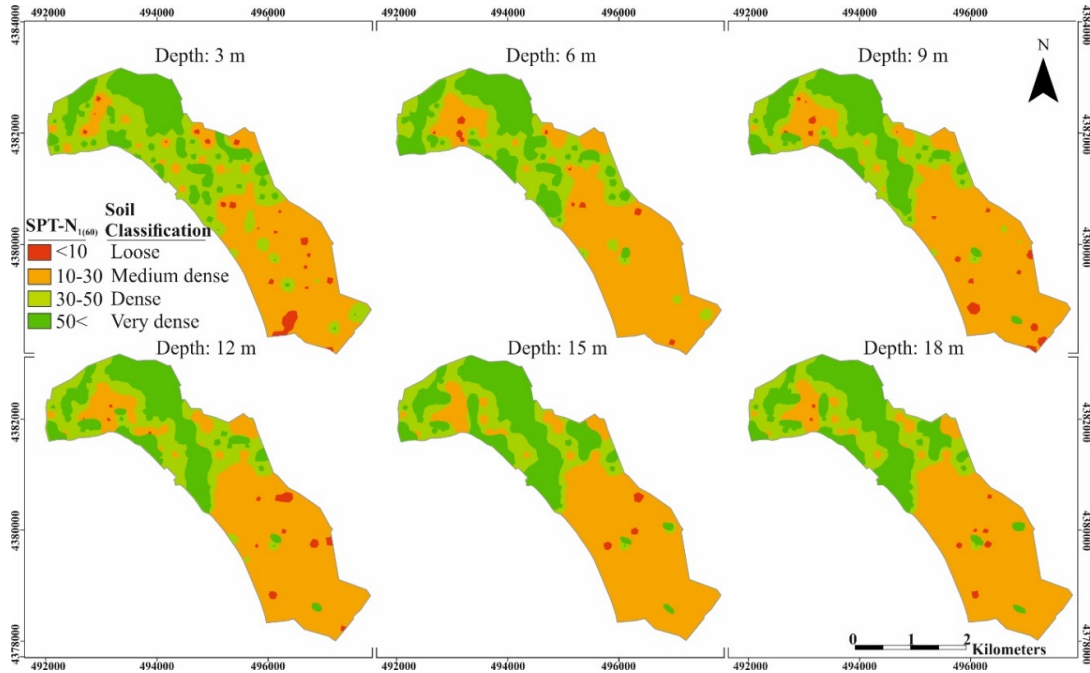 492000 494000 496000 492000 494000 496000 492000 494000 496000
4384000 4384000
Depth: 3 m Depth: 6 m Depth: 9 m
N
4382000 4382000
Soil
SPT-N1(60) Classification
<10 Loose
10-30 Medium dense
30-50 Dense
50< Very dense
4380000 4380000
Depth: 12 m Depth: 15 m Depth: 18 m
4382000 4382000
4380000 4380000
4378000 4378000
0 1 2
Kilometers
492000 494000 496000 492000 494000 496000 492000 494000 496000